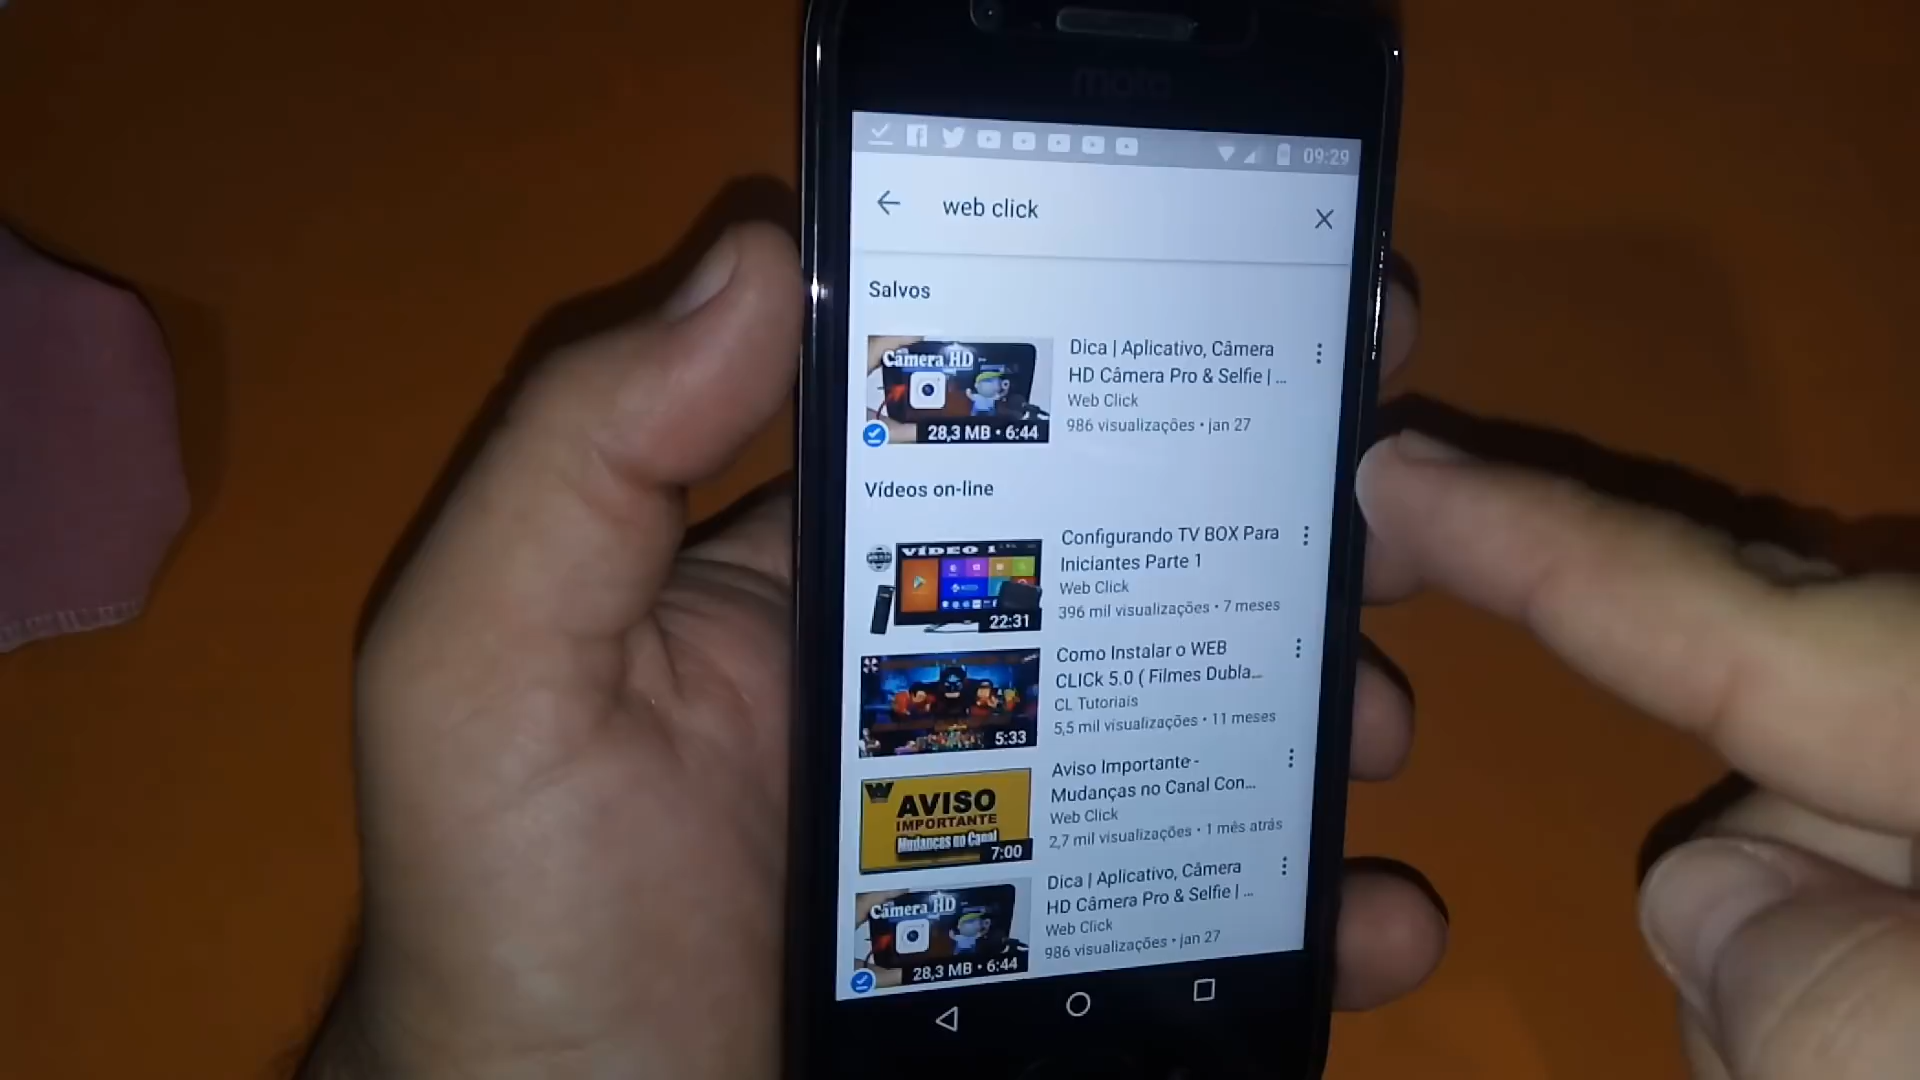 moto
09:29
web click
Salvos
Câmera HD
28,3 MB • 6:44
Dica | Aplicativo, Câmera
HD Câmera Pro & Selfie | ...
Web Click
986 visualizações • jan 27
Vídeos on-line
VÍDEO 1
22:31
Configurando TV BOX Para
Iniciantes Parte 1
Web Click
396 mil visualizações • 7 meses
5:33
Como Instalar o WEB
CLICk 5.0 ( Filmes Dubla...
CL Tutoriais
5,5 mil visualizações • 11 meses
W
AVISO
IMPORTANTE
Mudanças no Canal
7:00
Aviso Importante -
Mudanças no Canal Con...
Web Click
2,7 mil visualizações • 1 mês atrás
Câmera HD
28,3 MB • 6:44
Dica | Aplicativo, Câmera
HD Câmera Pro & Selfie | ...
Web Click
986 visualizações • jan 27